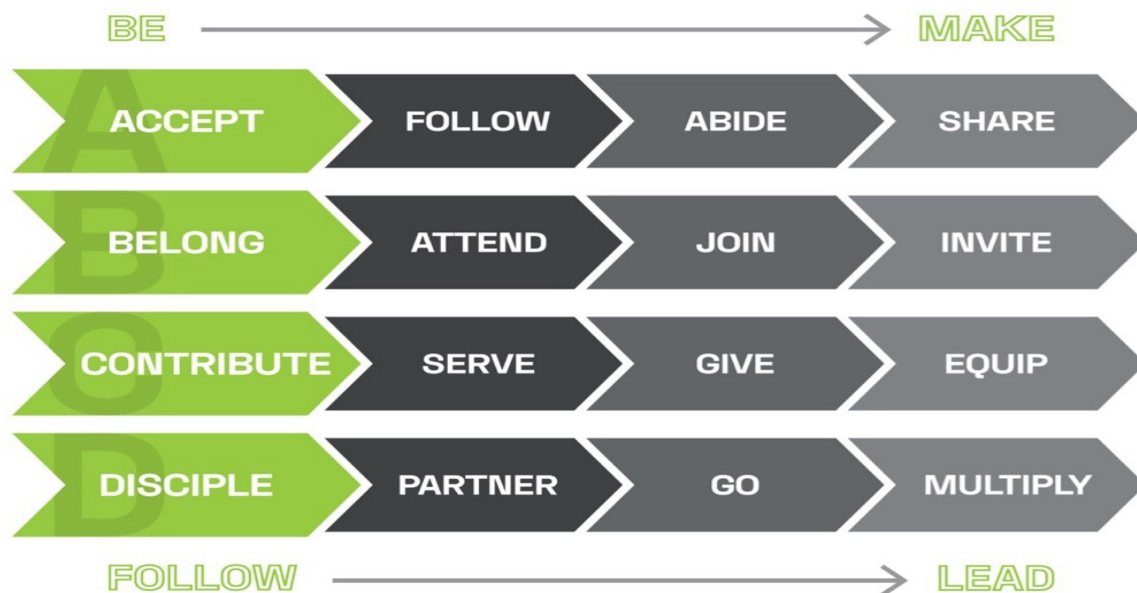 BE MAKE
A ACCEPT FOLLOW ABIDE SHARE
B BELONG ATTEND JOIN INVITE
C CONTRIBUTE SERVE GIVE EQUIP
D DISCIPLE PARTNER GO MULTIPLY
FOLLOW LEAD